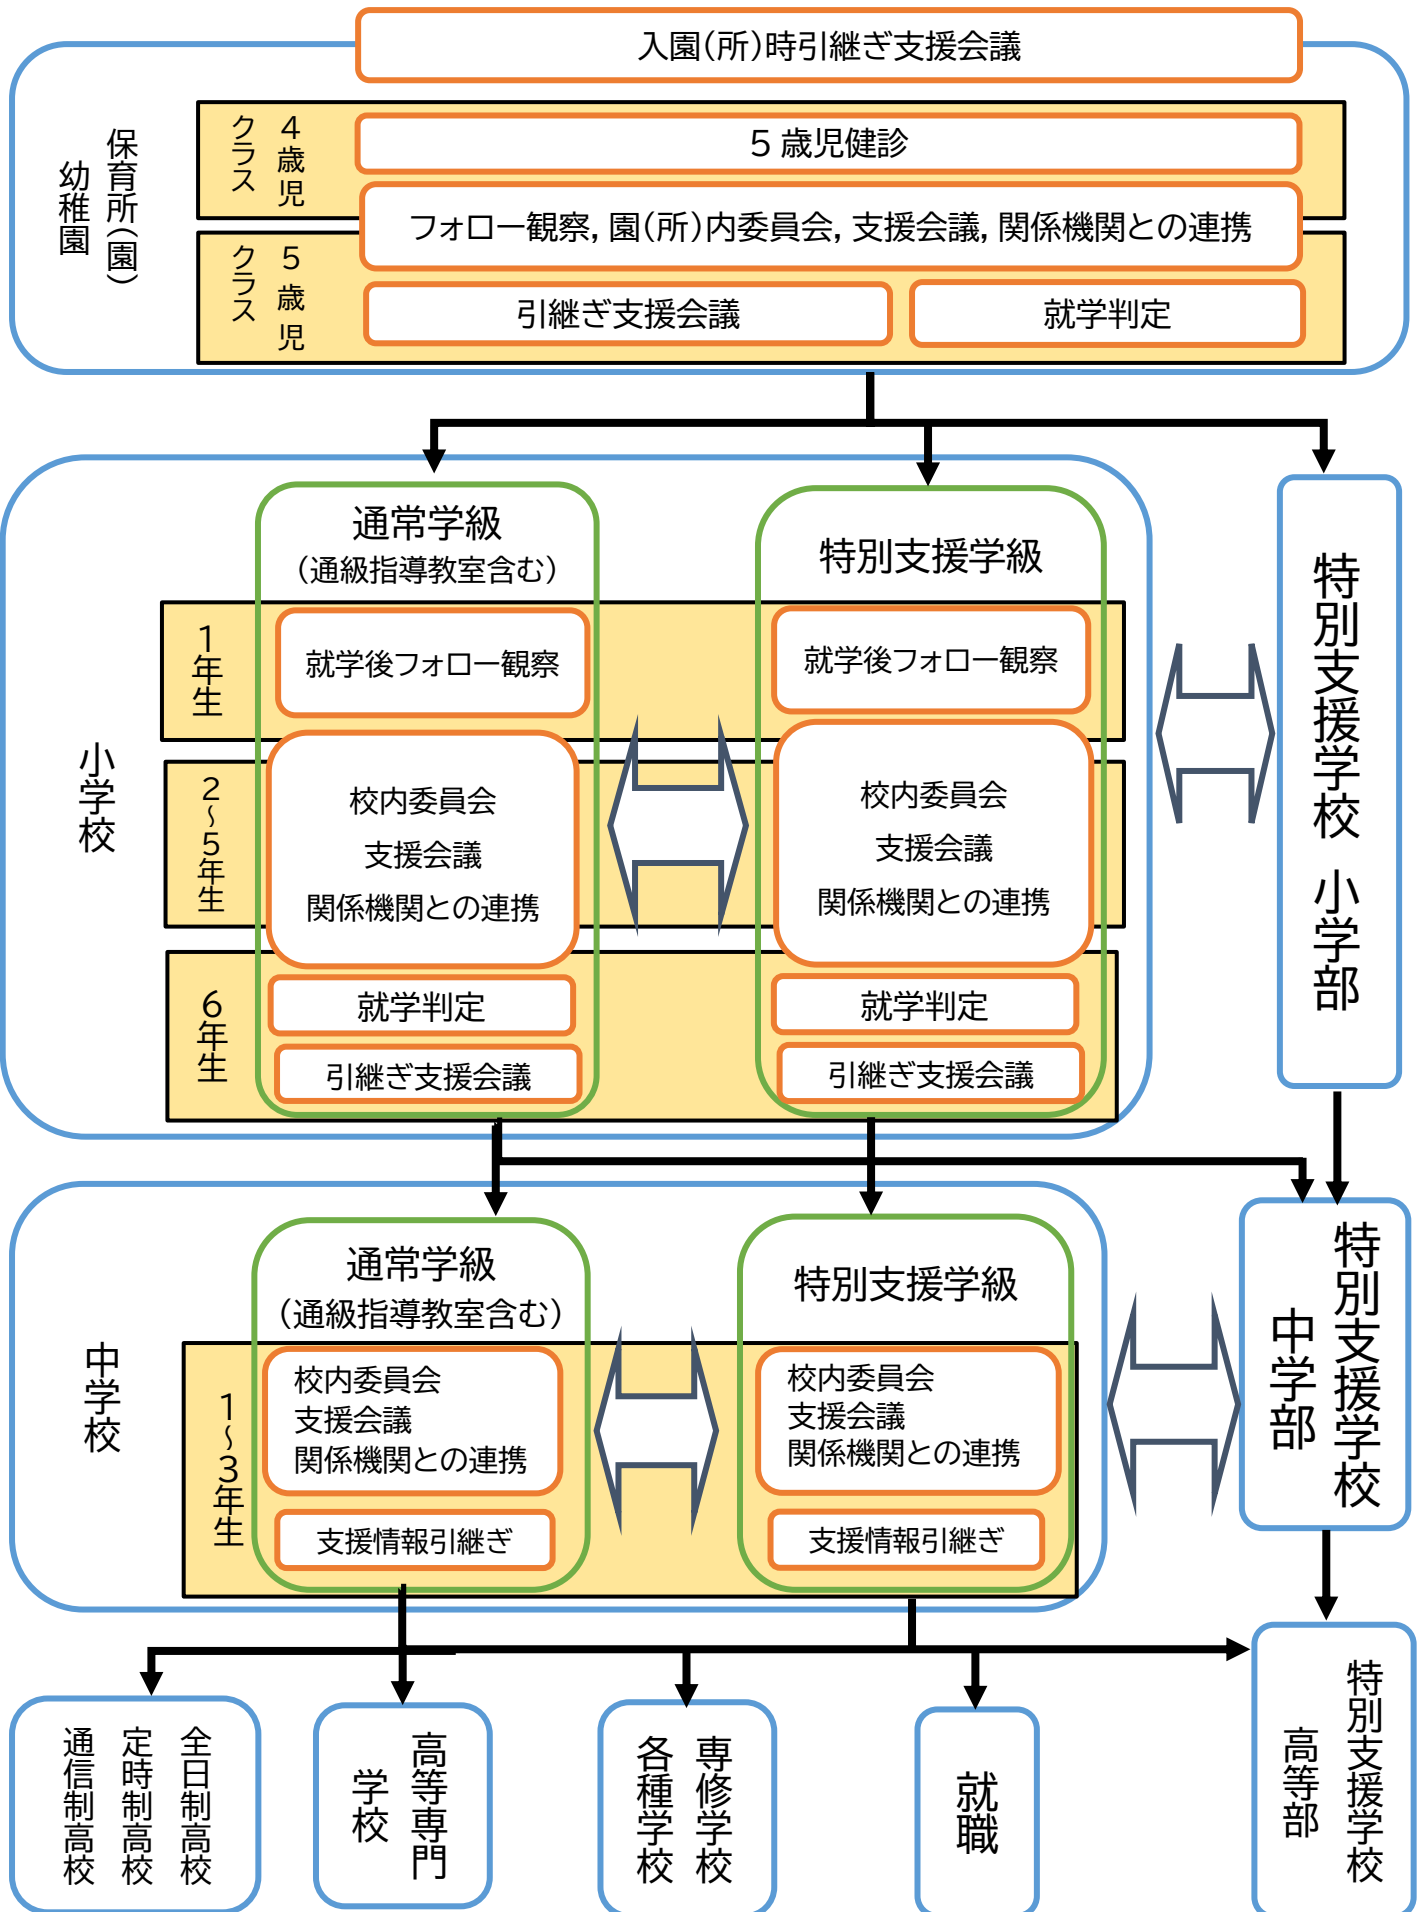 入園(所)時引継ぎ支援会議
保育所(園)
幼稚園
4歳児
クラス
5歳児健診
フォロー観察,園(所)内委員会,支援会議,関係機関との連携
5歳児
クラス
引継ぎ支援会議
就学判定
小学校
通常学級
(通級指導教室含む)
特別支援学級
1年生
就学後フォロー観察
就学後フォロー観察
2~5年生
校内委員会
支援会議
関係機関との連携
校内委員会
支援会議
関係機関との連携
6年生
就学判定
引継ぎ支援会議
就学判定
引継ぎ支援会議
特別支援学校 小学部
中学校
通常学級
(通級指導教室含む)
特別支援学級
1~3年生
校内委員会
支援会議
関係機関との連携
支援情報引継ぎ
校内委員会
支援会議
関係機関との連携
支援情報引継ぎ
特別支援学校
中学部
全日制高校
定時制高校
通信制高校
高等専門
学校
専修学校
各種学校
就職
特別支援学校
高等部